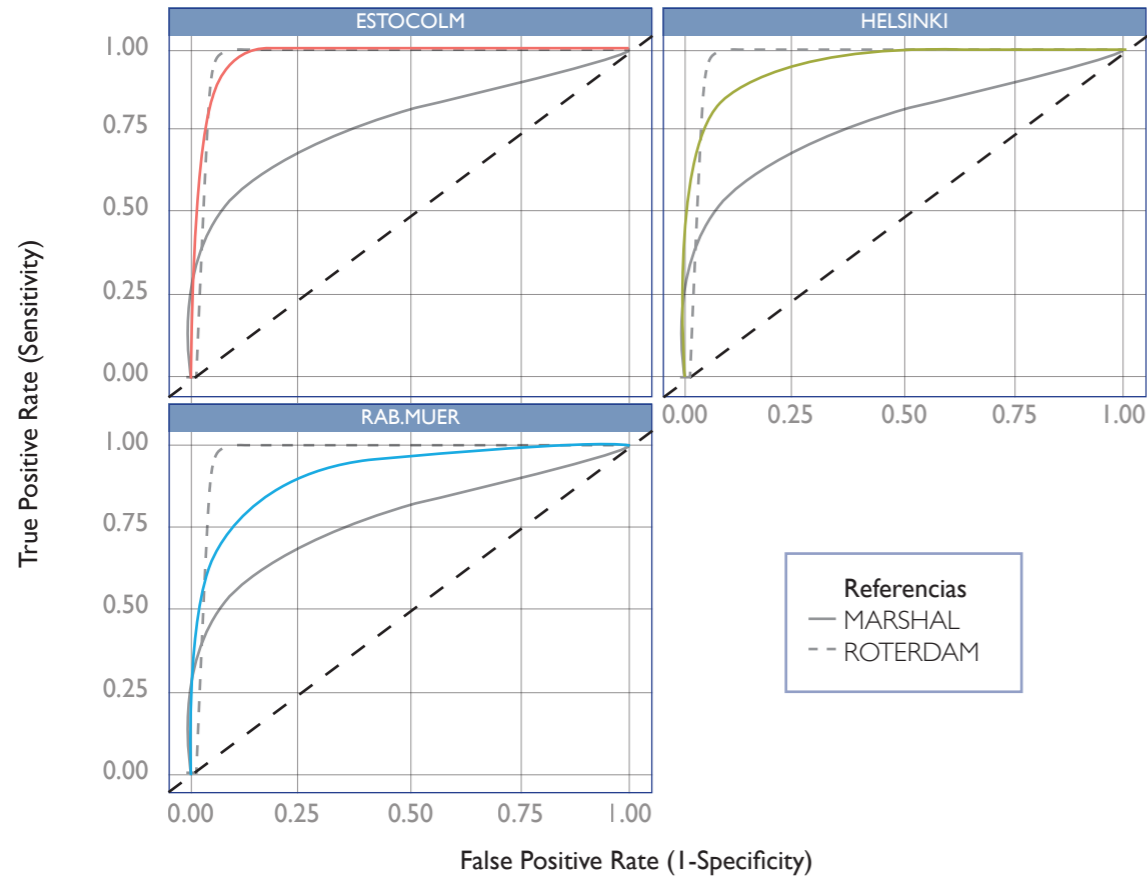 ESTOCOLM
HELSINKI
1.00
0.75
0.50
0.25
0.00
0.00 0.25 0.50 0.75 1.00
RAB.MUER
1.00
0.75
0.50
0.25
0.00
0.00 0.25 0.50 0.75 1.00
True Positive Rate (Sensitivity)
False Positive Rate (1-Specificity)
Referencias
MARSHAL
ROTERDAM